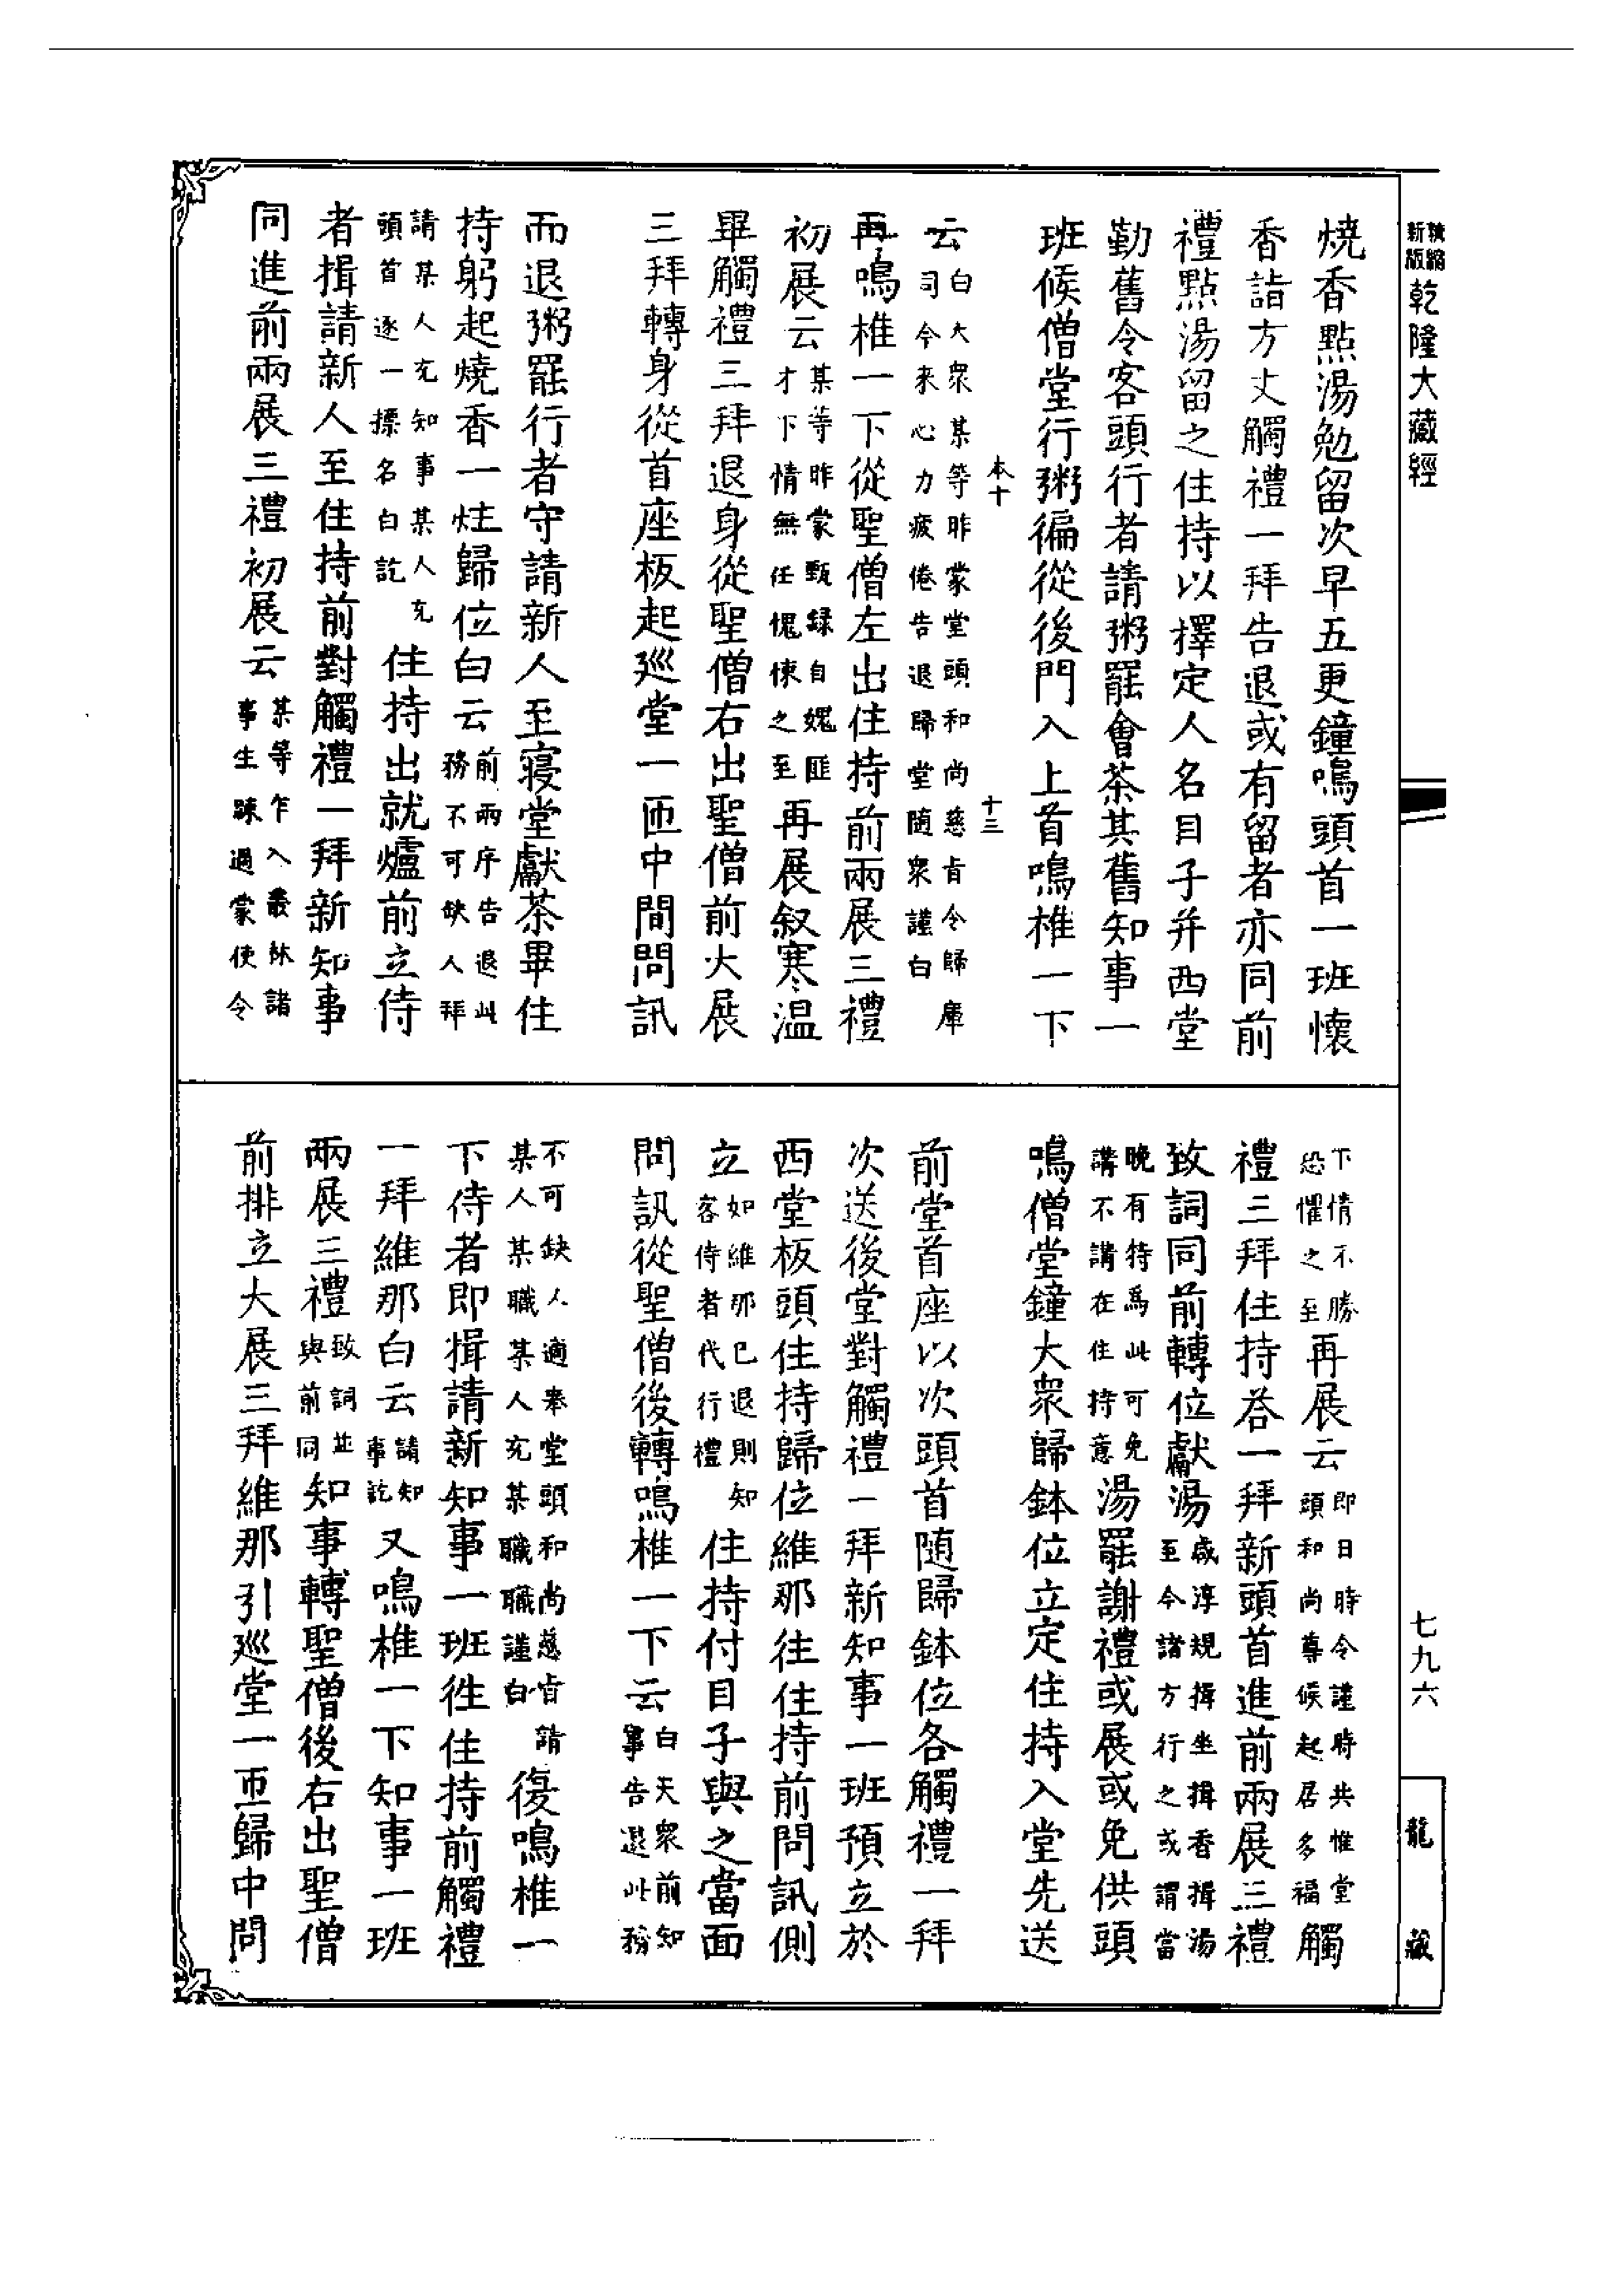 新版精縮乾隆大藏經
七九六
龍藏
燒香點湯勉留次早五更鐘鳴頭首一班懷
香詣方丈觸禮一拜告退或有留者亦同前
禮點湯留之住持以擇定人名目子并西堂
勤舊令客頭行者請粥罷會茶其舊知事一
班候僧堂行粥徧從後門入上首鳴椎一下
本十 十三
云白大眾某等昨蒙堂頭和尚慈旨令歸庫
司今來心力疲倦告退歸堂隨眾謹白
再鳴椎一下從聖僧左出住持前兩展三禮
初展云某等昨蒙甄録自媿匪
才下情無任愧悚之至再展叙寒温
畢觸禮三拜退身從聖僧右出聖僧前大展
三拜轉身從首座板起廵堂一匝中間問訊
而退粥罷行者守請新人至寢堂獻茶畢住
持躬起燒香一炷歸位白云前兩序告退此
務不可缺人拜
請某人充知事某人充
頭首逐一摽名白訖住持出就爐前立侍
者揖請新人至住持前對觸禮一拜新知事
同進前兩展三禮初展云某等乍入叢林諸
事生踈過蒙使令
下情不勝
恐懼之至再展云即日時令謹時共惟堂
頭和尚尊候起居多福觸
禮三拜住持荅一拜新頭首進前兩展三禮
致詞同前轉位獻湯咸淳規揖坐揖香揖湯
至今諸方行之或謂當
晚有特為此可免
講不講在住持意湯罷謝禮或展或免供頭
鳴僧堂鐘大眾歸鉢位立定住持入堂先送
前堂首座以次頭首隨歸鉢位各觸禮一拜
次送後堂對觸禮一拜新知事一班預立於
西堂板頭住持歸位維那往住持前問訊側
立如維那已退則知
客侍者代行禮住持付目子與之當面
問訊從聖僧後轉鳴椎一下云白大眾前知
事告退此務
不可缺人適奉堂頭和尚慈旨請
某人某職某人充某職職謹白復鳴椎一
下侍者即揖請新知事一班徃住持前觸禮
一拜維那白云請知
事訖又鳴椎一下知事一班
兩展三禮致詞並
與前同知事轉聖僧後右出聖僧
前排立大展三拜維那引廵堂一匝歸中問